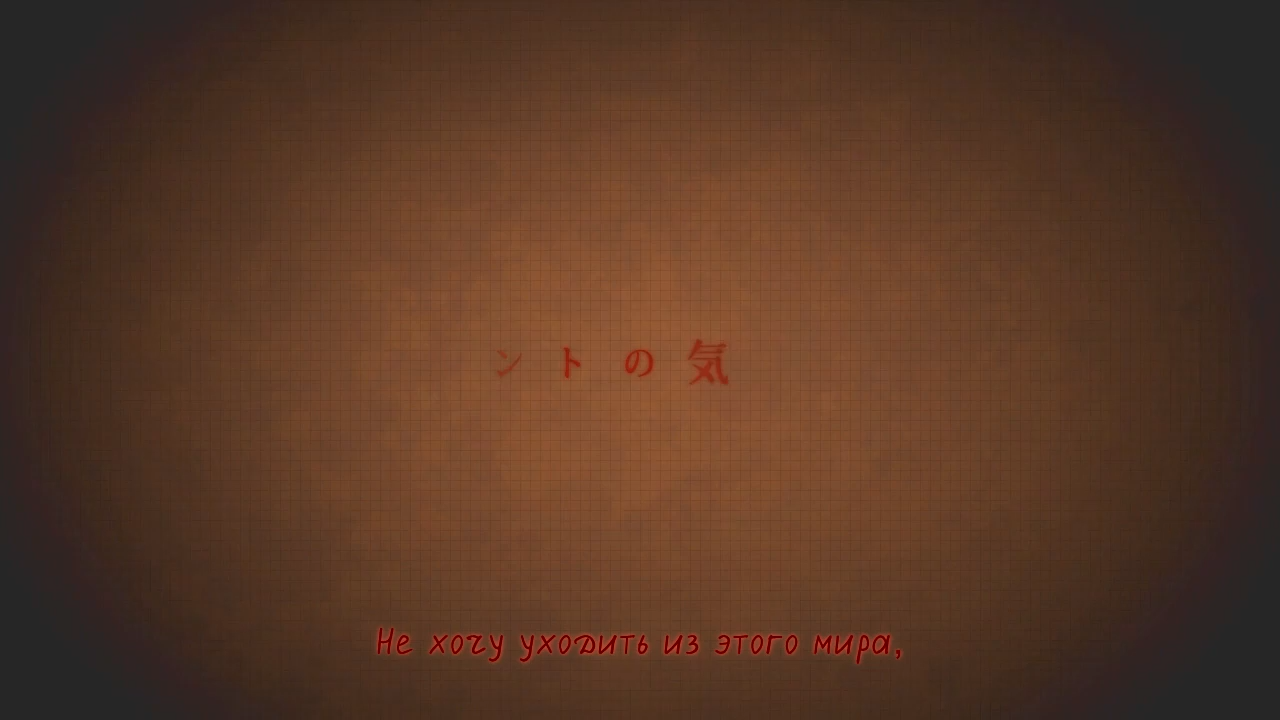 ントの気
Не хочу уходить из этого мира,